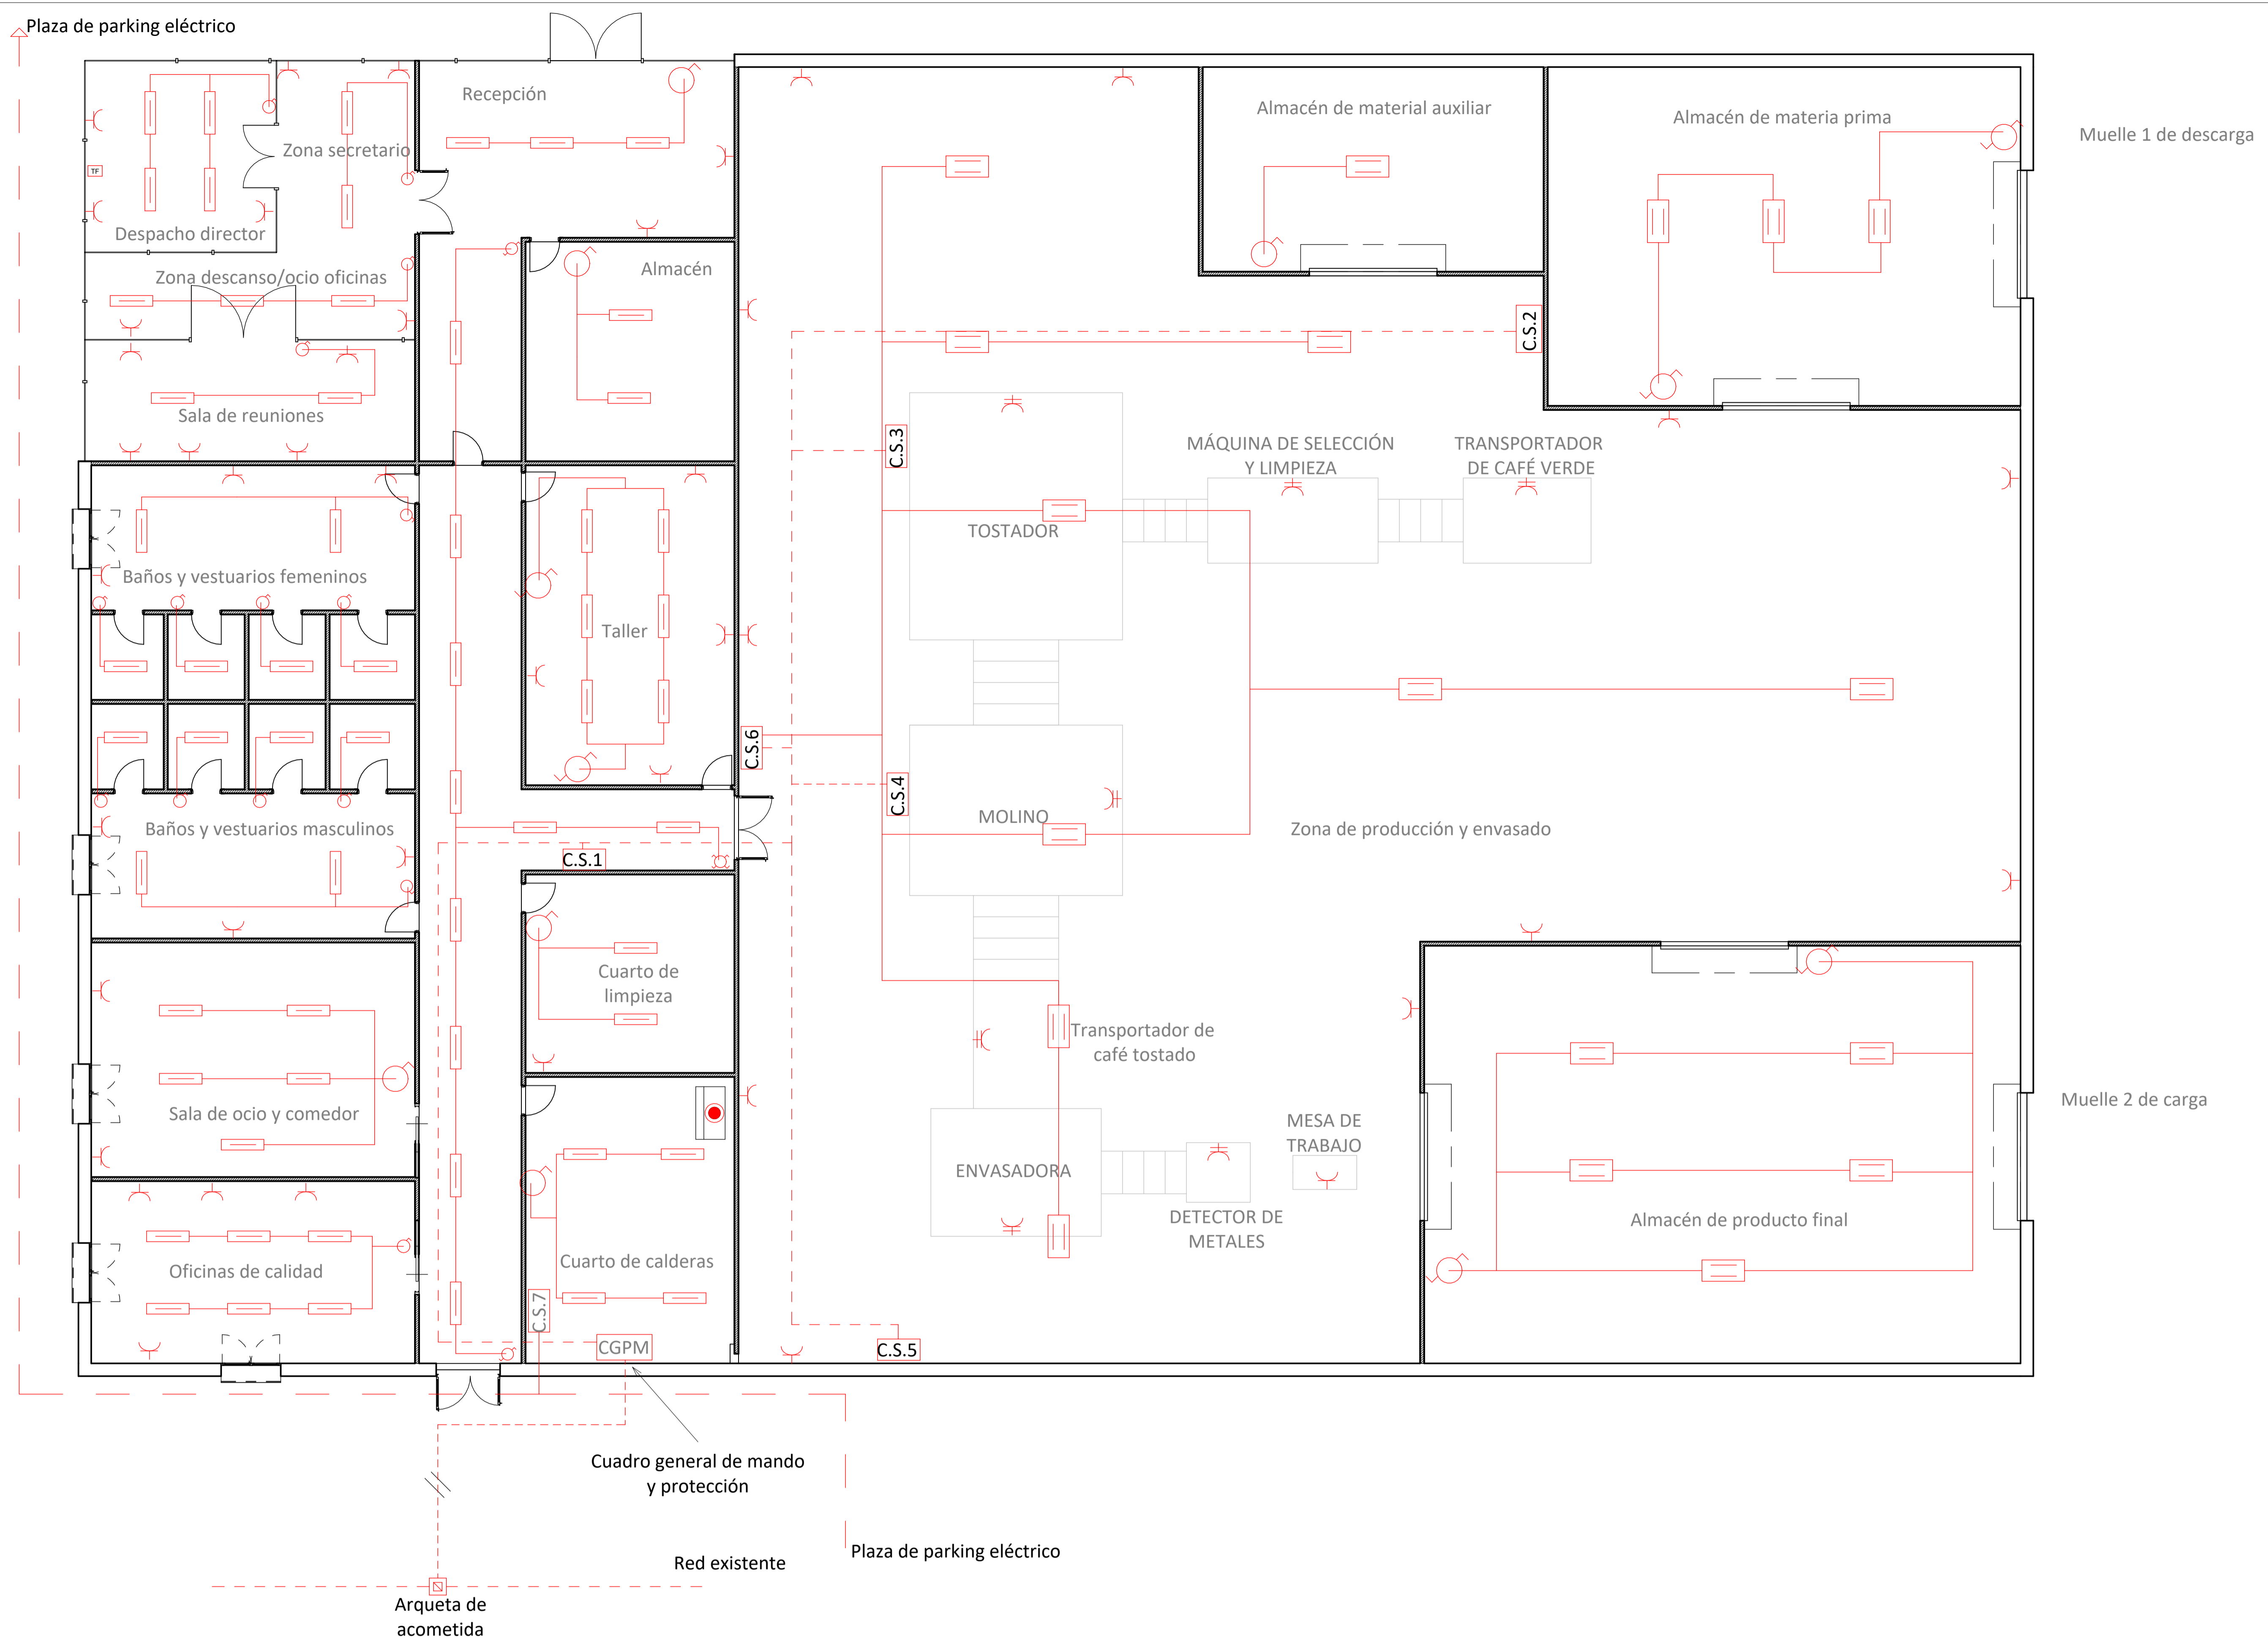 Plaza de parking eléctrico
Recepción
Almacén de material auxiliar
Almacén de materia prima
Muelle 1 de descarga
Zona secretario
TF
Despacho director
Zona descanso/ocio oficinas
Almacén
C.S.2
Sala de reuniones
C.S.3
MÁQUINA DE SELECCIÓN
Y LIMPIEZA
TRANSPORTADOR
DE CAFÉ VERDE
TOSTADOR
Baños y vestuarios femeninos
Taller
C.S.6
C.S.4
MOLINO
Baños y vestuarios masculinos
Zona de producción y envasado
C.S.1
Cuarto de
limpieza
Transportador de
café tostado
Sala de ocio y comedor
MESA DE
TRABAJO
Muelle 2 de carga
ENVASADORA
DETECTOR DE
METALES
Almacén de producto final
Oficinas de calidad
Cuarto de calderas
C.S.7
CGPM
C.S.5
Cuadro general de mando
y protección
Plaza de parking eléctrico
Red existente
Arqueta de
acometida